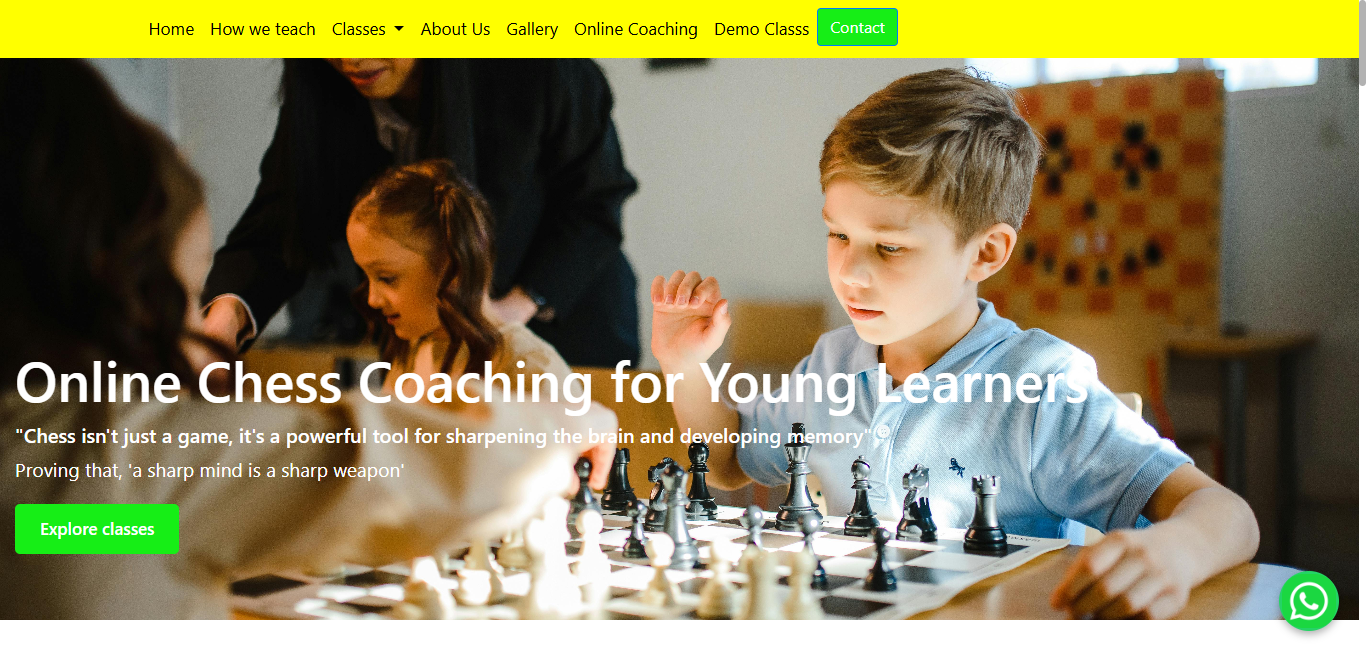 Home How we teach Classes About Us Gallery Online Coaching Demo Classs Contact
Online Chess Coaching for Young Learners
"Chess isn't just a game, it's a powerful tool for sharpening the brain and developing memory"
Proving that, 'a sharp mind is a sharp weapon'
Explore classes